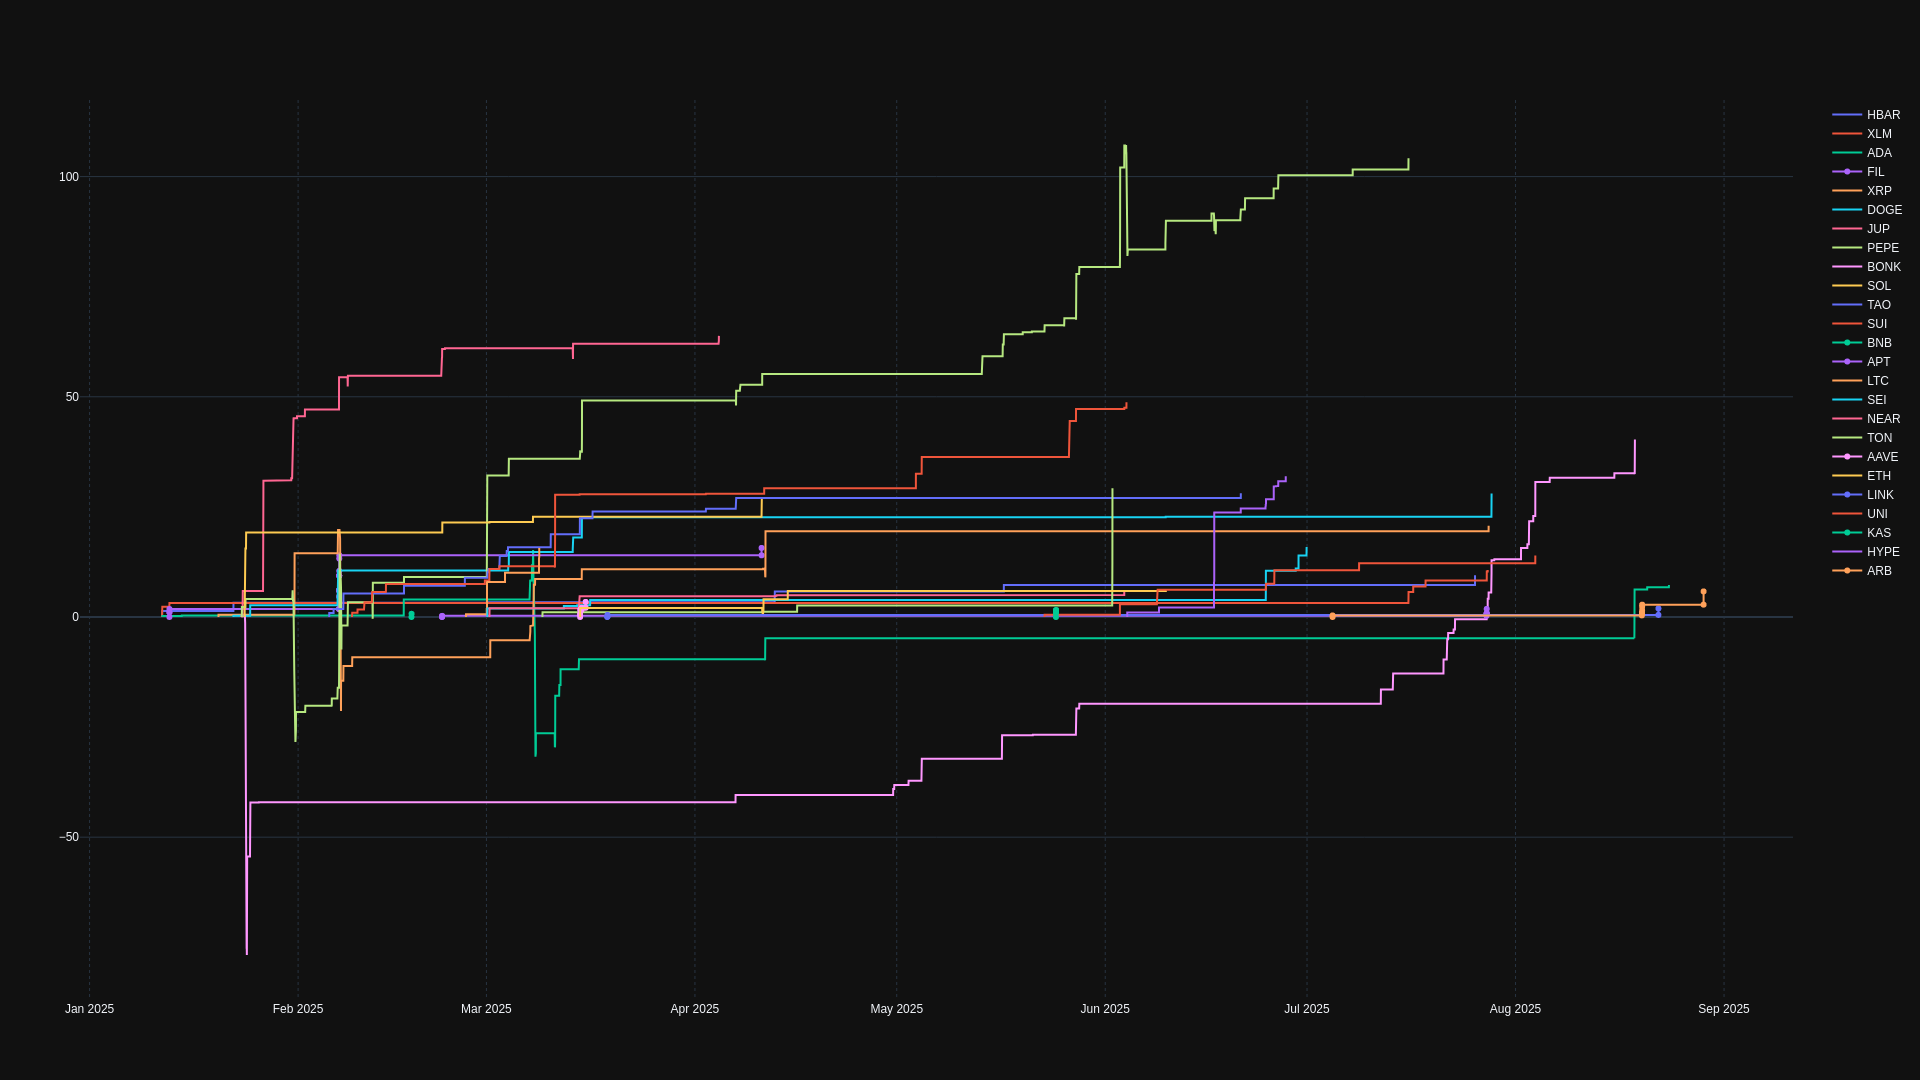 100
50
0
−50
Jan 2025
Feb 2025
Mar 2025
Apr 2025
May 2025
Jun 2025
Jul 2025
Aug 2025
Sep 2025
HBAR
XLM
ADA
FIL
XRP
DOGE
JUP
PEPE
BONK
SOL
TAO
SUI
BNB
APT
LTC
SEI
NEAR
TON
AAVE
ETH
LINK
UNI
KAS
HYPE
ARB